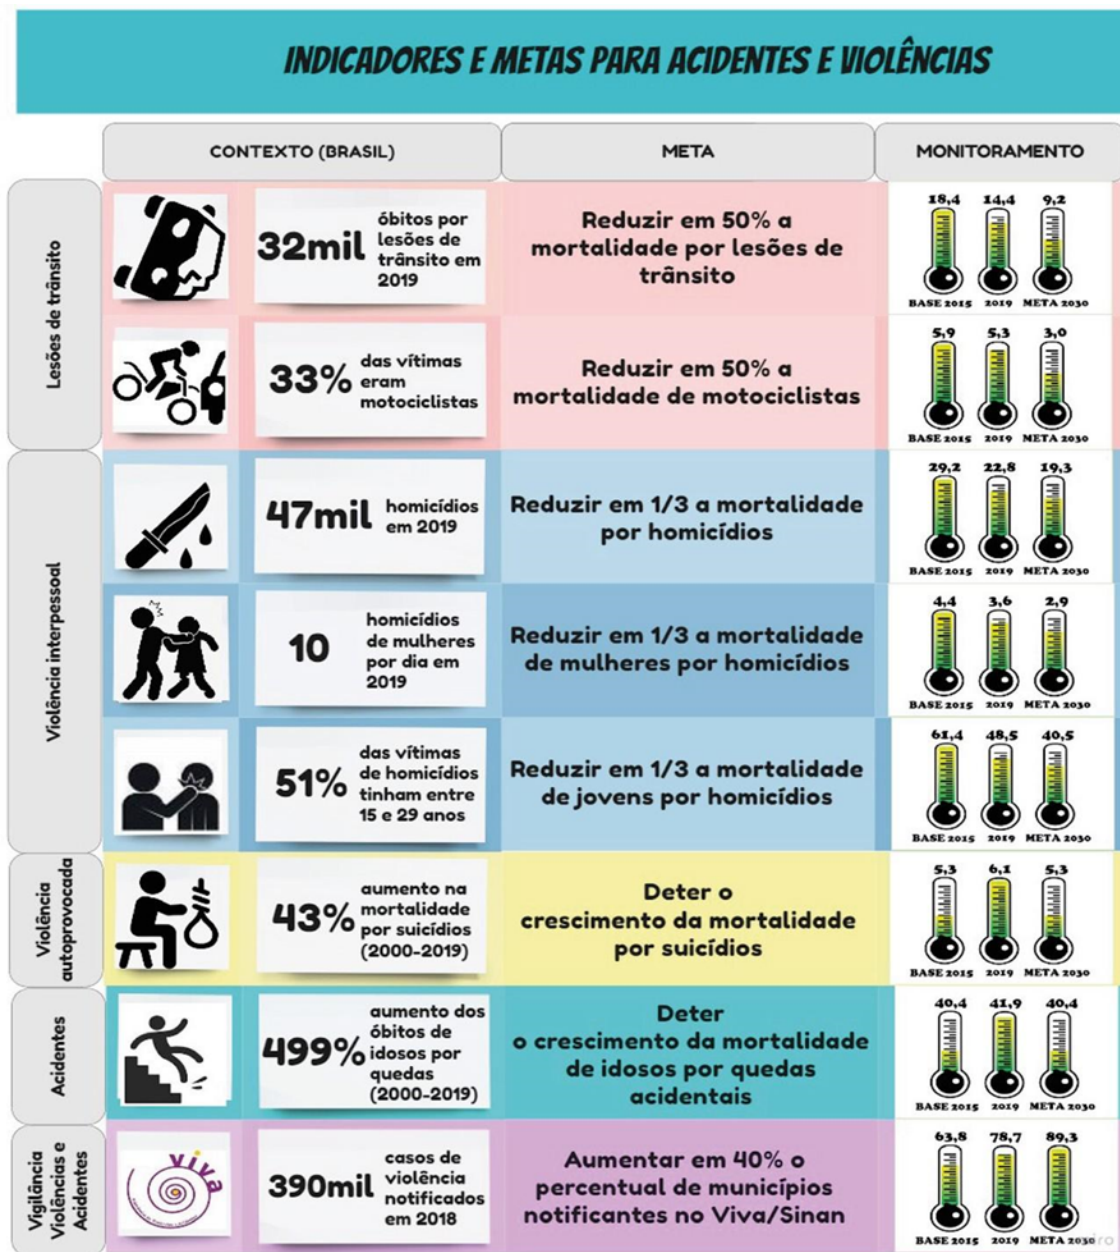 INDICADORES E METAS PARA ACIDENTES E VIOLÊNCIAS
CONTEXTO (BRASIL)
META
MONITORAMENTO
Lesões de trânsito
32mil
óbitos por
lesões de
trânsito em
2019
Reduzir em 50% a
mortalidade por lesões de
trânsito
18,4 14,4 9,2
BASE 2015 2019 META 2030
33%
das vítimas
eram
motociclistas
Reduzir em 50% a
mortalidade de motociclistas
5,9 5,3 3,0
BASE 2015 2019 META 2030
Violência interpessoal
47mil
homicídios
em 2019
Reduzir em 1/3 a mortalidade
por homicídios
29,2 22,8 19,3
BASE 2015 2019 META 2030
10
homicídios
de mulheres
por dia em
2019
Reduzir em 1/3 a mortalidade
de mulheres por homicídios
4,4 3,6 2,9
BASE 2015 2019 META 2030
51%
das vítimas
de homicídios
tinham entre
15 e 29 anos
Reduzir em 1/3 a mortalidade
de jovens por homicídios
61,4 48,5 40,5
BASE 2015 2019 META 2030
Violência
autoprovocada
43%
aumento na
mortalidade
por suicídios
(2000-2019)
Deter o
crescimento da mortalidade
por suicídios
5,3 6,1 5,3
BASE 2015 2019 META 2030
Acidentes
499%
aumento dos
óbitos de
idosos por
quedas
(2000-2019)
Deter
o crescimento da mortalidade
de idosos por quedas
acidentais
40,4 41,9 40,4
BASE 2015 2019 META 2030
Vigilância
Violências e
Acidentes
viva
390mil
casos de
violência
notificados
em 2018
Aumentar em 40% o
percentual de municípios
notificantes no Viva/Sinan
63,8 78,7 89,3
BASE 2015 2019 META 2030